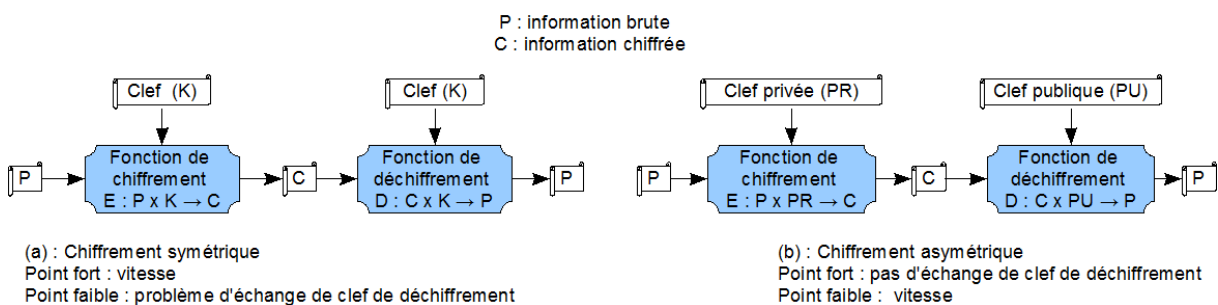 P : information brute
C : information chiffrée
Clef (K)
Clef (K)
P
Fonction de
chiffrement
E : P x K → C
C
Fonction de
déchiffrement
D : C x K → P
P
(a) : Chiffrement symétrique
Point fort : vitesse
Point faible : problème d'échange de clef de déchiffrement
Clef privée (PR)
Clef publique (PU)
P
Fonction de
chiffrement
E : P x PR → C
C
Fonction de
déchiffrement
D : C x PU → P
P
(b) : Chiffrement asymétrique
Point fort : pas d'échange de clef de déchiffrement
Point faible : vitesse